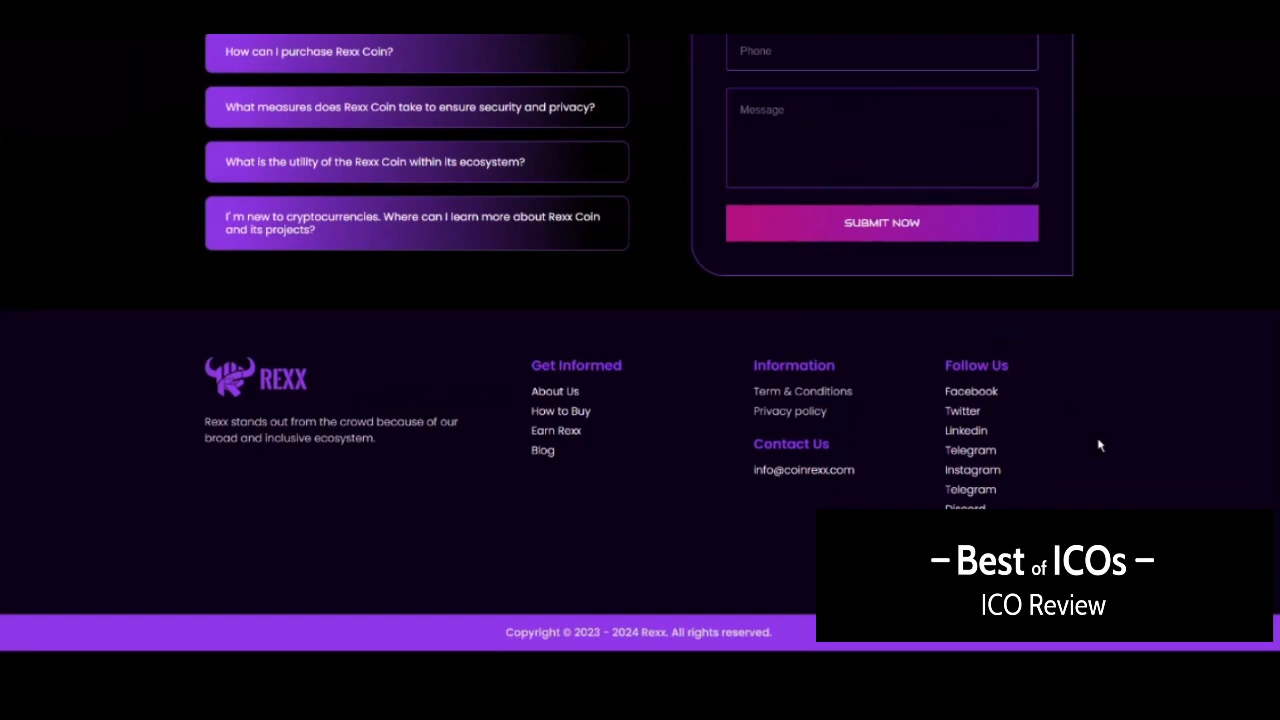 How can I purchase Rexx Coin?
What measures does Rexx Coin take to ensure security and privacy?
What is the utility of the Rexx Coin within its ecosystem?
I' m new to cryptocurrencies. Where can I learn more about Rexx Coin
and its projects?
Phone
Message
SUBMIT NOW
REXX
Rexx stands out from the crowd because of our
broad and inclusive ecosystem.
Get Informed
About Us
How to Buy
Earn Rexx
Blog
Information
Term & Conditions
Privacy policy
Contact Us
info@coinrexx.com
Follow Us
Facebook
Twitter
Linkedin
Telegram
Instagram
Telegram
Discord
– Best of ICOs –
ICO Review
Copyright © 2023 - 2024 Rexx. All rights reserved.